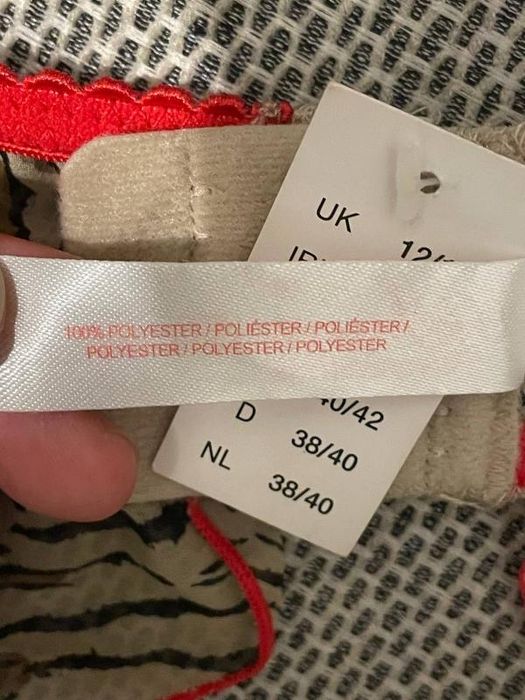 UK
100% POLYESTER / POLIÉSTER / POLIÉSTER /
POLYESTER / POLYESTER / POLYESTER
40/42
D 38/40
NL 38/40